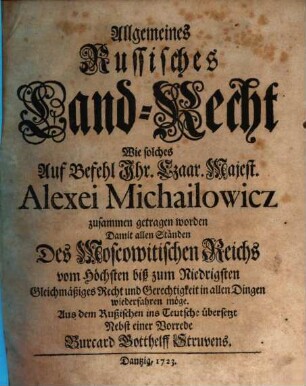 Allgemeines
Russisches
Land-Recht
Wie solches
Auf Befehl Ihr. Czaar. Majest.
Alexei Michailowicz
zusammen getragen worden
Damit allen Ständen
Des Moscowitischen Reichs
vom Höchsten biß zum Niedrigsten
Gleichmäßiges Recht und Gerechtigkeit in allen Dingen
wiederfahren möge.
Aus dem Rußischen ins Teutsche übersetzt
Nebst einer Vorrede
Burcard Gotthelff Struvens.
Dantzig, 1723.